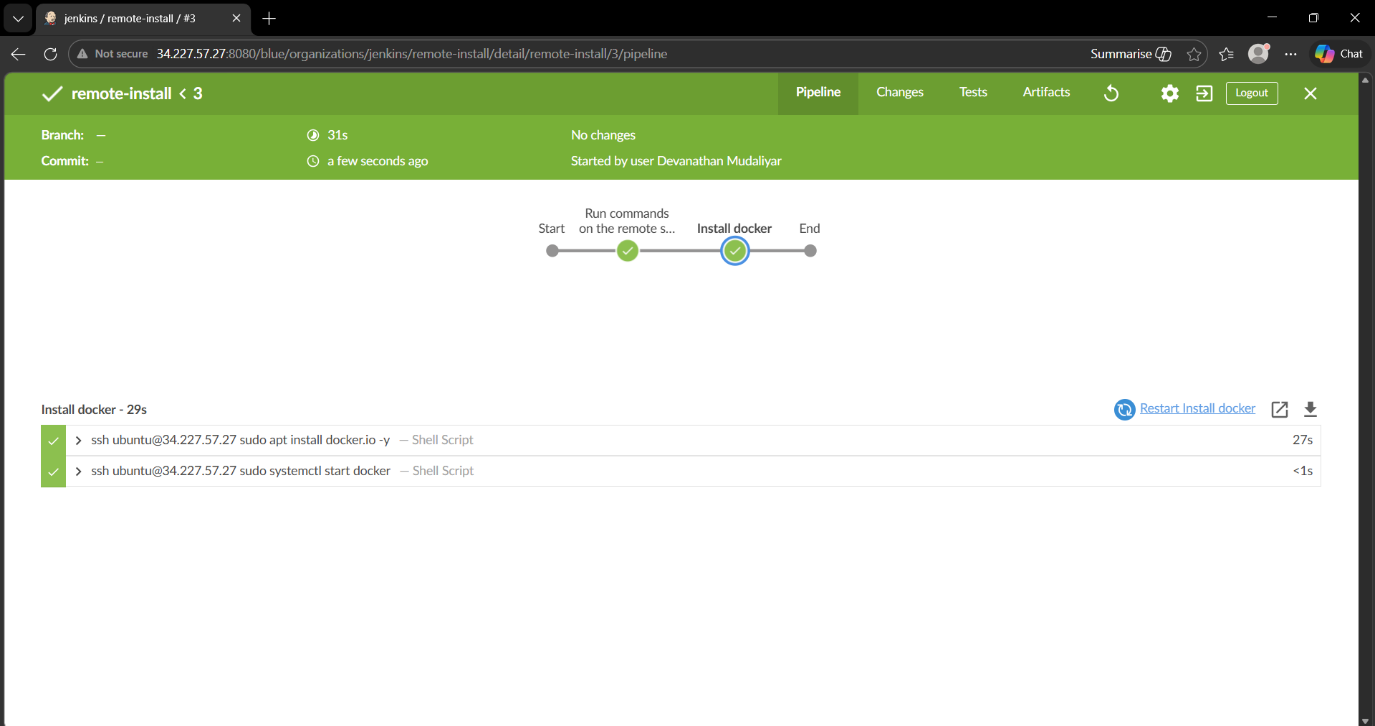 jenkins / remote-install / #3
Not secure 34.227.57.27:8080/blue/organizations/jenkins/remote-install/detail/remote-install/3/pipeline Summarise Chat
remote-install < 3 Pipeline Changes Tests Artifacts Logout
Branch: — 31s No changes
Commit: – a few seconds ago Started by user Devanathan Mudaliyar
Run commands
Start on the remote s... Install docker End
Install docker - 29s Restart Install docker
ssh ubuntu@34.227.57.27 sudo apt install docker.io -y — Shell Script 27s
ssh ubuntu@34.227.57.27 sudo systemctl start docker — Shell Script <1s